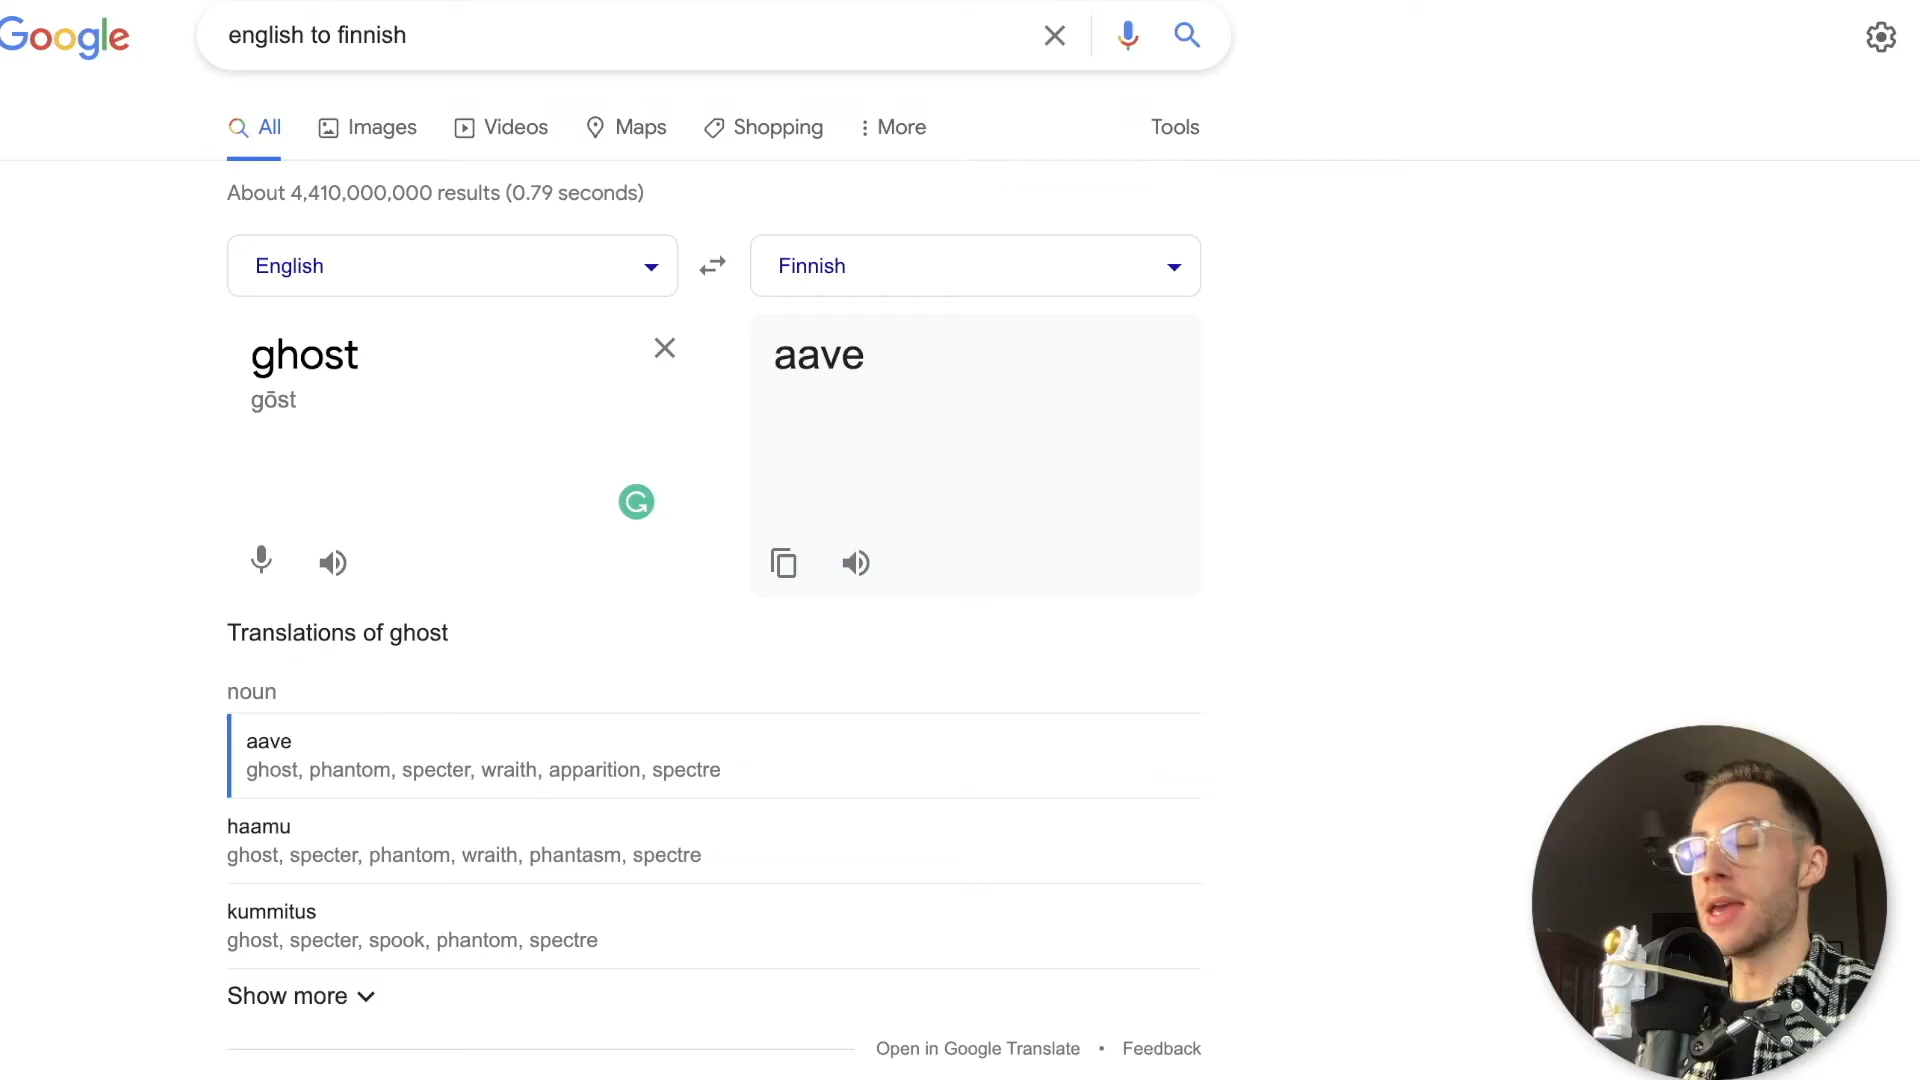 Google
english to finnish
All
Images
Videos
Maps
Shopping
More
Tools
About 4,410,000,000 results (0.79 seconds)
English
Finnish
ghost
gōst
aave
Translations of ghost
noun
aave
ghost, phantom, specter, wraith, apparition, spectre
haamu
ghost, specter, phantom, wraith, phantasm, spectre
kummitus
ghost, specter, spook, phantom, spectre
Show more
Open in Google Translate • Feedback